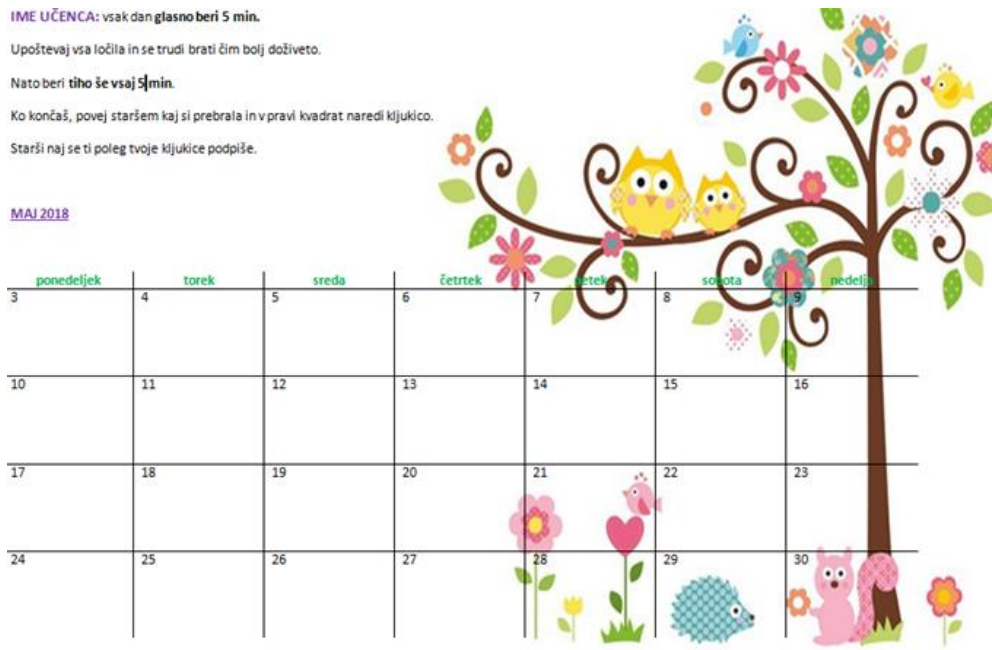 IME UČENCA: vsak dan glasno beri 5 min.
Upoštevaj vsa ločila in se trudi brati čim bolj doživeto.
Nato beri tiho še vsaj 5 min.
Ko končaš, povej staršem kaj si prebrala in v pravi kvadrat naredi kljukico.
Starši naj se ti poleg tvoje kljukice podpiše.
MAJ 2018
ponedeljek torek sreda četrtek petek sobota nedelja
3 4 5 6 7 8 9
10 11 12 13 14 15 16
17 18 19 20 21 22 23
24 25 26 27 28 29 30